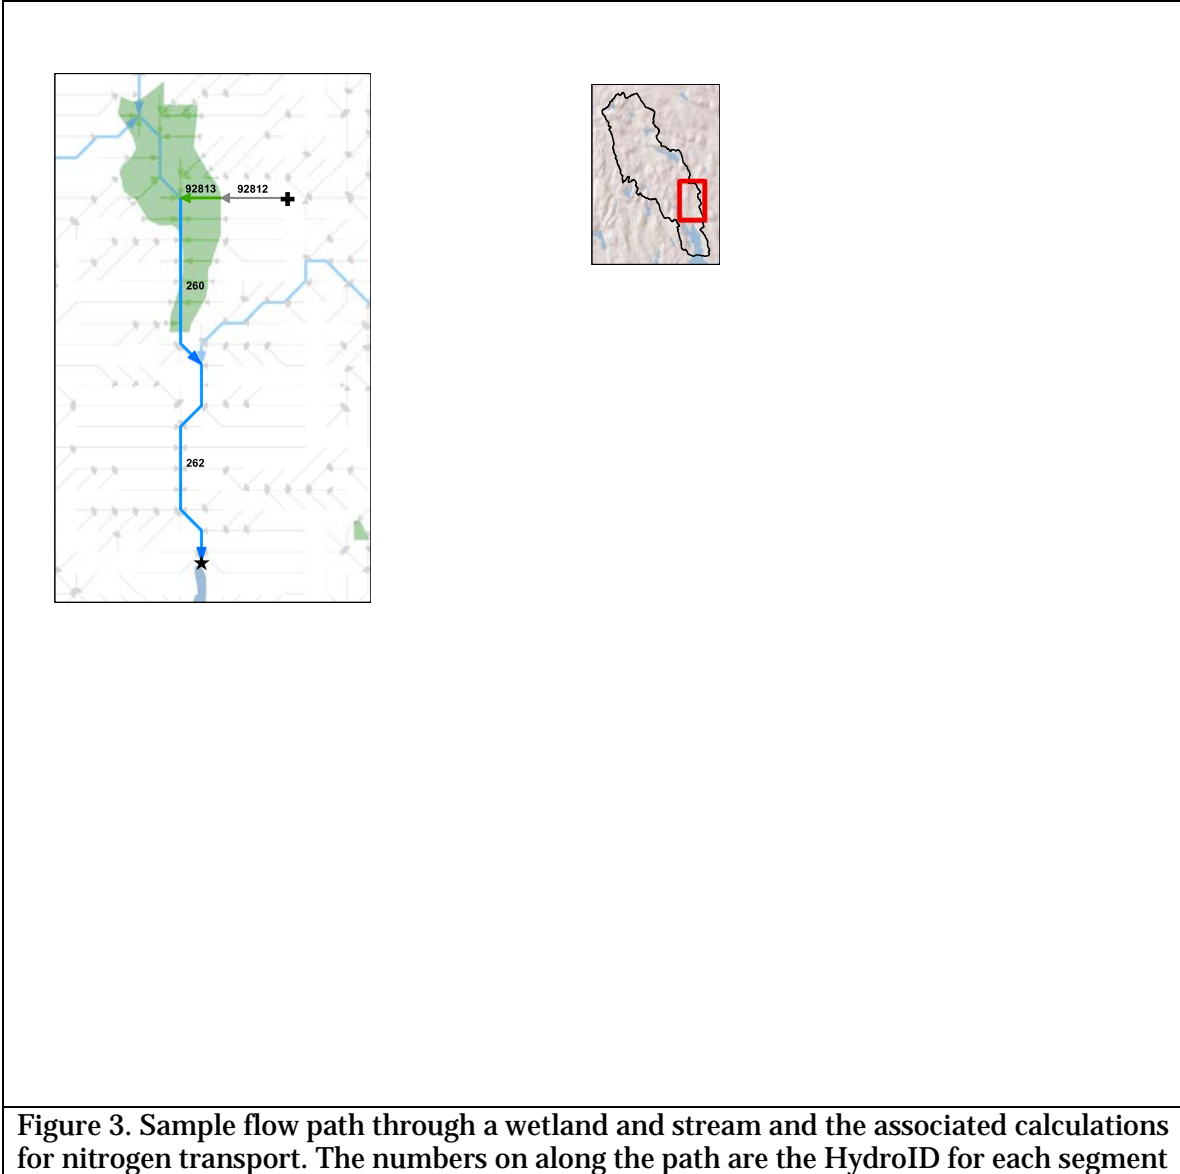 92813 92812
260
262
Figure 3. Sample flow path through a wetland and stream and the associated calculations
for nitrogen transport. The numbers on along the path are the HydroID for each segment